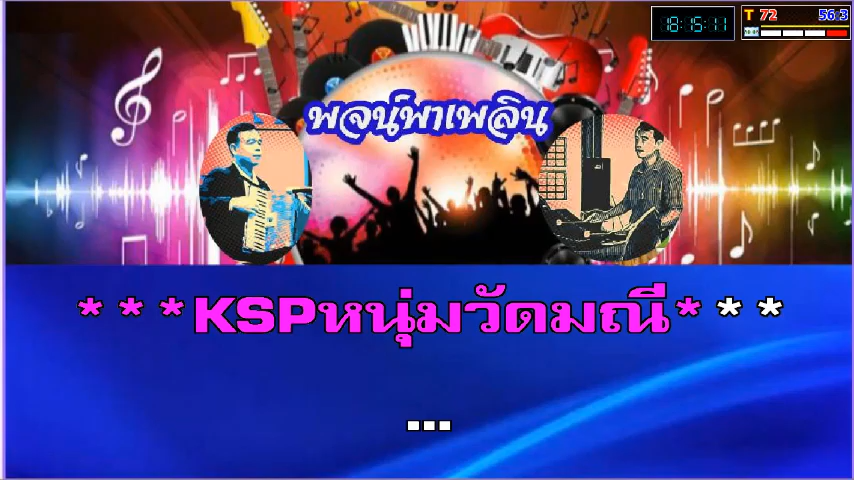 18:15:11
T 72 56:3
พจน์พาเพลิน
* * * KSPหนุ่มวัดมณี * * *
...